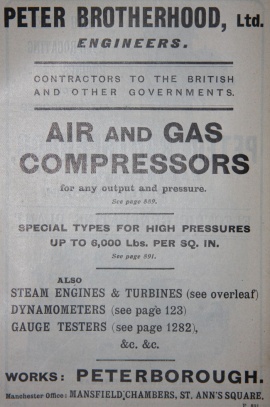 PETER BROTHERHOOD, Ltd.
ENGINEERS.
CONTRACTORS TO THE BRITISH
AND OTHER GOVERNMENTS.
AIR AND GAS
COMPRESSORS
for any output and pressure.
See page 889.
SPECIAL TYPES FOR HIGH PRESSURES
UP TO 6,000 Lbs. PER SQ. IN.
See page 891.
ALSO
STEAM ENGINES & TURBINES (see overleaf)
DYNAMOMETERS (see page 123)
GAUGE TESTERS (see page 1282),
&c. &c.
WORKS: PETERBOROUGH.
Manchester Office: MANSFIELD CHAMBERS, ST. ANN'S SQUARE.